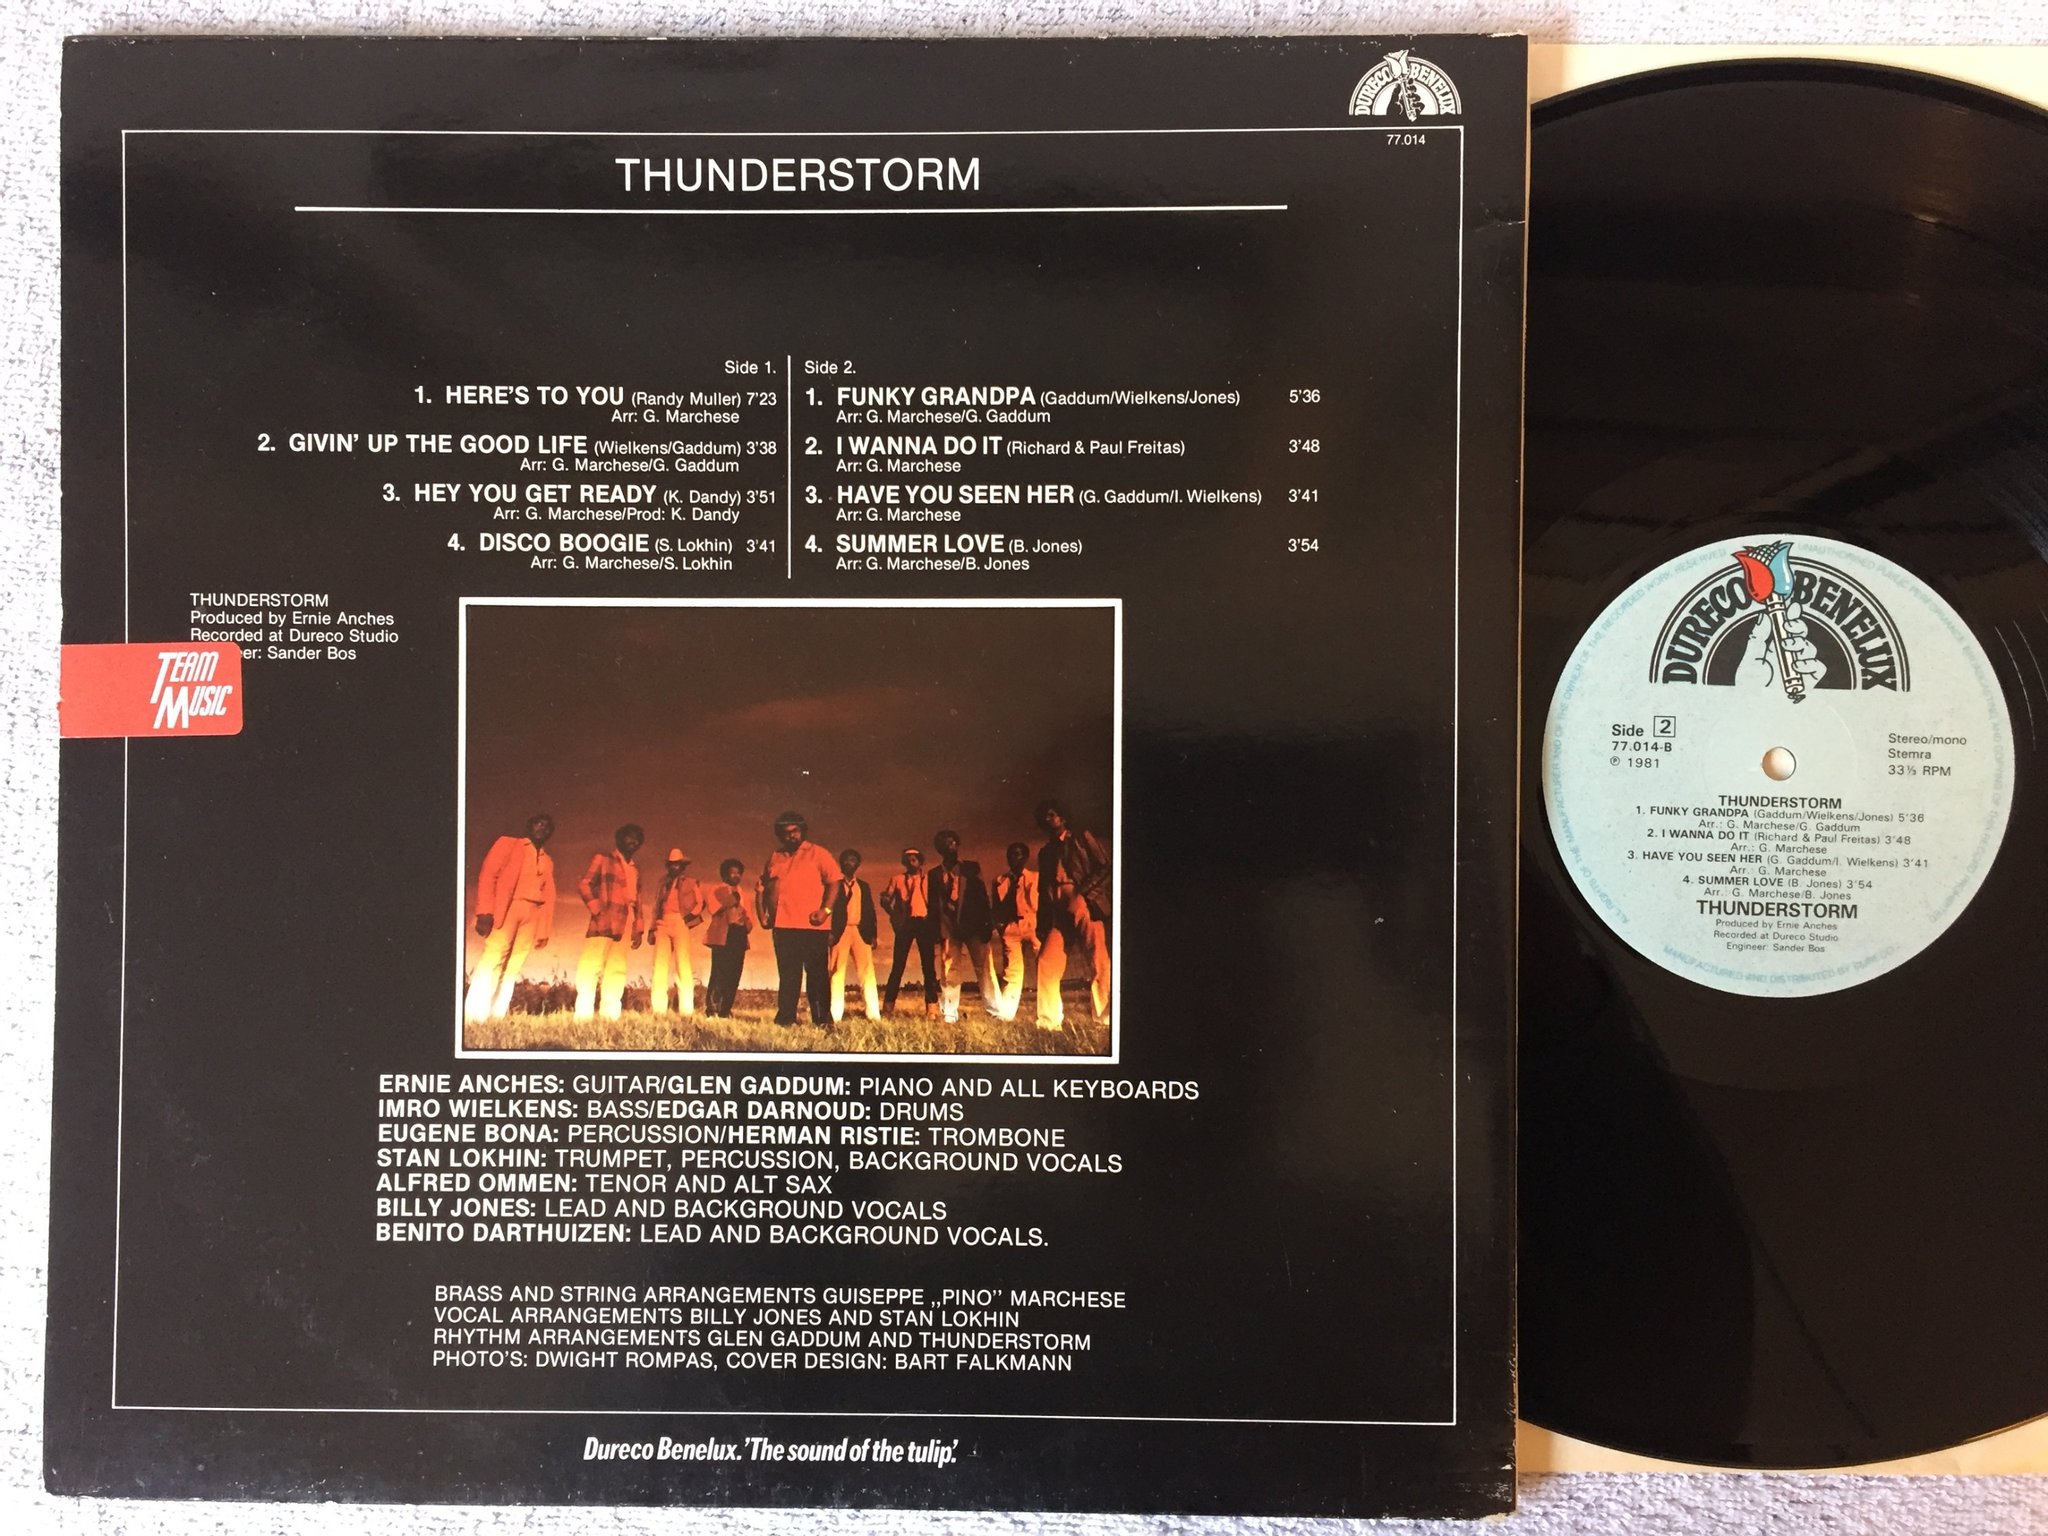 DURECO BENELUX
77.014
THUNDERSTORM
Side 1.
1. HERE'S TO YOU (Randy Muller) 7'23
Arr: G. Marchese
2. GIVIN' UP THE GOOD LIFE (Wielkens/Gaddum) 3'38
Arr: G. Marchese/G. Gaddum
3. HEY YOU GET READY (K. Dandy) 3'51
Arr: G. Marchese/Prod: K. Dandy
4. DISCO BOOGIE (S. Lokhin) 3'41
Arr: G. Marchese/S. Lokhin
Side 2.
1. FUNKY GRANDPA (Gaddum/Wielkens/Jones) 5'36
Arr: G. Marchese/G. Gaddum
2. I WANNA DO IT (Richard & Paul Freitas) 3'48
Arr: G. Marchese
3. HAVE YOU SEEN HER (G. Gaddum/I. Wielkens) 3'41
Arr: G. Marchese
4. SUMMER LOVE (B. Jones) 3'54
Arr: G. Marchese/B. Jones
THUNDERSTORM
Produced by Ernie Anches
Recorded at Dureco Studio
Sander Bos
TEAM
MUSIC
ERNIE ANCHES: GUITAR/GLEN GADDUM: PIANO AND ALL KEYBOARDS
IMRO WIELKENS: BASS/EDGAR DARNOUD: DRUMS
EUGENE BONA: PERCUSSION/HERMAN RISTIE: TROMBONE
STAN LOKHIN: TRUMPET, PERCUSSION, BACKGROUND VOCALS
ALFRED OMMEN: TENOR AND ALT SAX
BILLY JONES: LEAD AND BACKGROUND VOCALS
BENITO DARTHUIZEN: LEAD AND BACKGROUND VOCALS.
BRASS AND STRING ARRANGEMENTS GUISEPPE „PINO” MARCHESE
VOCAL ARRANGEMENTS BILLY JONES AND STAN LOKHIN
RHYTHM ARRANGEMENTS GLEN GADDUM AND THUNDERSTORM
PHOTO'S: DWIGHT ROMPAS, COVER DESIGN: BART FALKMANN
Dureco Benelux. 'The sound of the tulip'.
DURECO BENELUX
Side 2
77.014-B
℗ 1981
Stereo/mono
Stemra
33⅓ RPM
THUNDERSTORM
1. FUNKY GRANDPA (Gaddum/Wielkens/Jones) 5'36
Arr.: G. Marchese/G. Gaddum
2. I WANNA DO IT (Richard & Paul Freitas) 3'48
Arr.: G. Marchese
3. HAVE YOU SEEN HER (G. Gaddum/I. Wielkens) 3'41
Arr. G. Marchese
4. SUMMER LOVE (B. Jones) 3'54
Arr. G. Marchese/B. Jones
THUNDERSTORM
Produced by Ernie Anches
Recorded at Dureco Studio
Engineer: Sander Bos